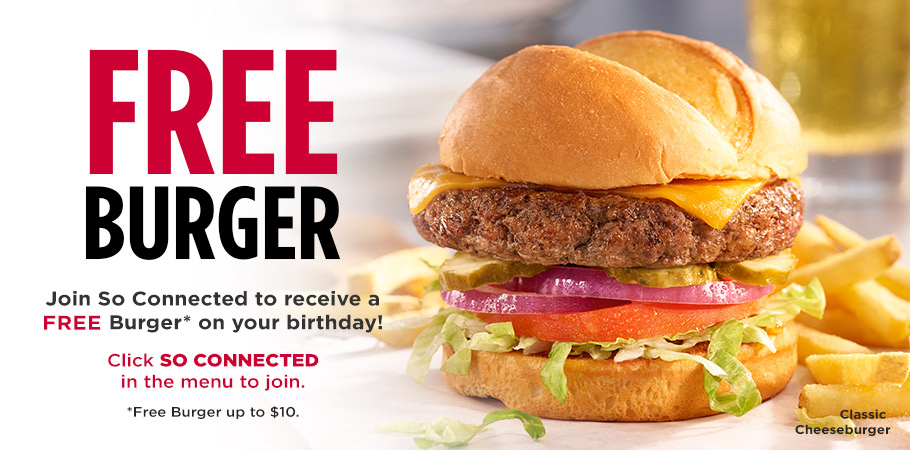 FREE
BURGER
Join So Connected to receive a
FREE Burger* on your birthday!
Click SO CONNECTED
in the menu to join.
*Free Burger up to $10.
Classic
Cheeseburger